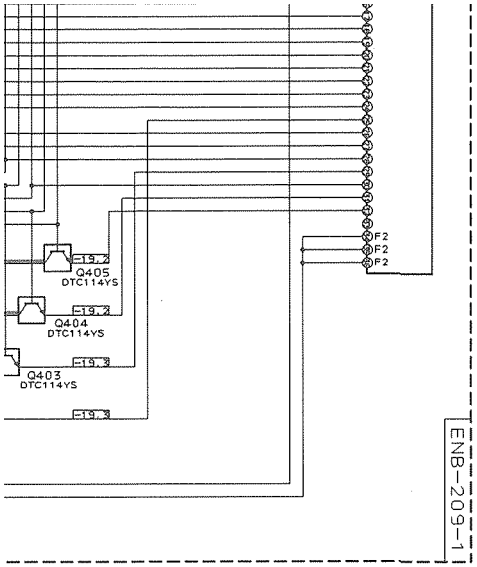 F2
F2
F2
-19.2
Q405
DTC114YS
-19.2
Q404
DTC114YS
-19.3
Q403
DTC114YS
-19.3
ENB-209-1